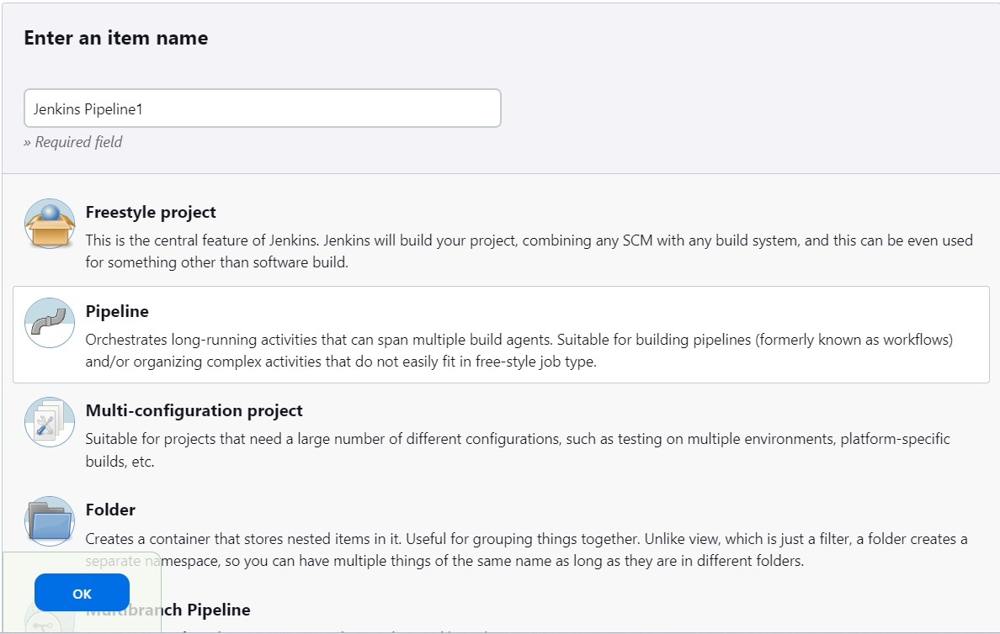 Enter an item name
Jenkins Pipeline1
» Required field
Freestyle project
This is the central feature of Jenkins. Jenkins will build your project, combining any SCM with any build system, and this can be even used
for something other than software build.
Pipeline
Orchestrates long-running activities that can span multiple build agents. Suitable for building pipelines (formerly known as workflows)
and/or organizing complex activities that do not easily fit in free-style job type.
Multi-configuration project
Suitable for projects that need a large number of different configurations, such as testing on multiple environments, platform-specific
builds, etc.
Folder
Creates a container that stores nested items in it. Useful for grouping things together. Unlike view, which is just a filter, a folder creates a
separate namespace, so you can have multiple things of the same name as long as they are in different folders.
OK
Multibranch Pipeline